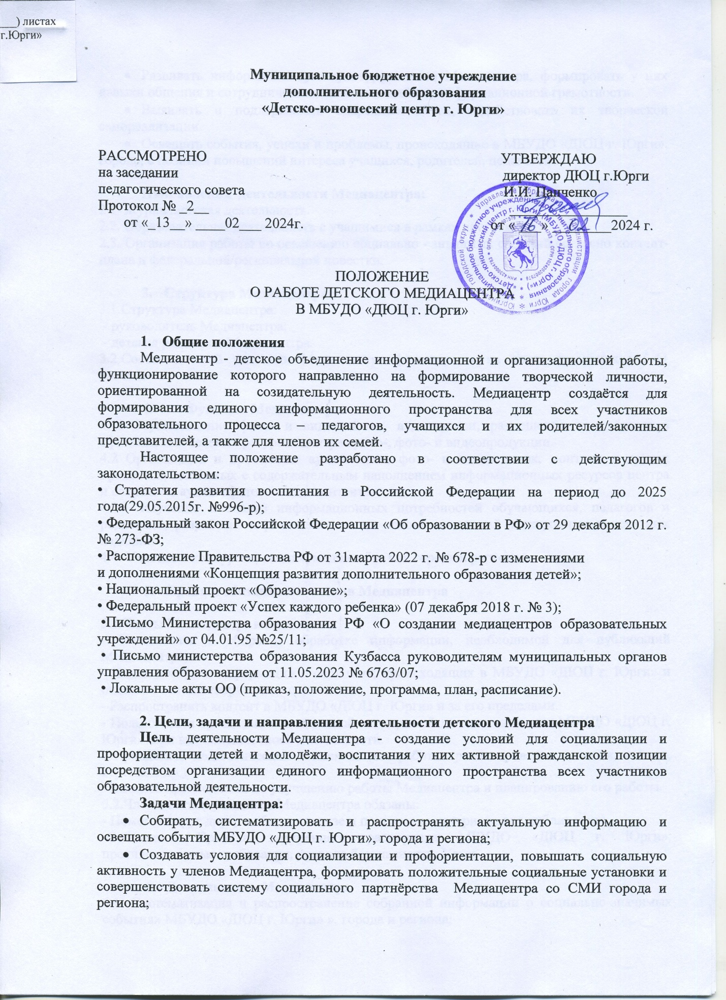 ___) листах
г.Юрги»
Муниципальное бюджетное учреждение
дополнительного образования
«Детско-юношеский центр г. Юрги»
РАССМОТРЕНО
на заседании
педагогического совета
Протокол № _2__
от «_13__»____02____2024г.
УТВЕРЖДАЮ
директор ДЮЦ г.Юрги
И.И. Панченко
от «16» 02 2024 г.
ПОЛОЖЕНИЕ
О РАБОТЕ ДЕТСКОГО МЕДИАЦЕНТРА
В МБУДО «ДЮЦ г. Юрги»
1. Общие положения
Медиацентр - детское объединение информационной и организационной работы,
функционирование которого направленно на формирование творческой личности,
ориентированной на созидательную деятельность. Медиацентр создаётся для
формирования единого информационного пространства для всех участников
образовательного процесса – педагогов, учащихся и их родителей/законных
представителей, а также для членов их семей.
Настоящее положение разработано в соответствии с действующим
законодательством:
• Стратегия развития воспитания в Российской Федерации на период до 2025
года(29.05.2015г. №996-р);
• Федеральный закон Российской Федерации «Об образовании в РФ» от 29 декабря 2012 г.
№ 273-ФЗ;
• Распоряжение Правительства РФ от 31марта 2022 г. № 678-р с изменениями
и дополнениями «Концепция развития дополнительного образования детей»;
• Национальный проект «Образование»;
• Федеральный проект «Успех каждого ребенка» (07 декабря 2018 г. № 3);
•Письмо Министерства образования РФ «О создании медиацентров образовательных
учреждений» от 04.01.95 №25/11;
• Письмо министерства образования Кузбасса руководителям муниципальных органов
управления образованием от 11.05.2023 № 6763/07;
• Локальные акты ОО (приказ, положение, программа, план, расписание).
2. Цели, задачи и направления деятельности детского Медиацентра
Цель деятельности Медиацентра - создание условий для социализации и
профориентации детей и молодёжи, воспитания у них активной гражданской позиции
посредством организации единого информационного пространства всех участников
образовательной деятельности.
Задачи Медиацентра:
• Собирать, систематизировать и распространять актуальную информацию и
освещать события МБУДО «ДЮЦ г. Юрги», города и региона;
• Создавать условия для социализации и профориентации, повышать социальную
активность у членов Медиацентра, формировать положительные социальные установки и
совершенствовать систему социального партнёрства Медиацентра со СМИ города и
региона;